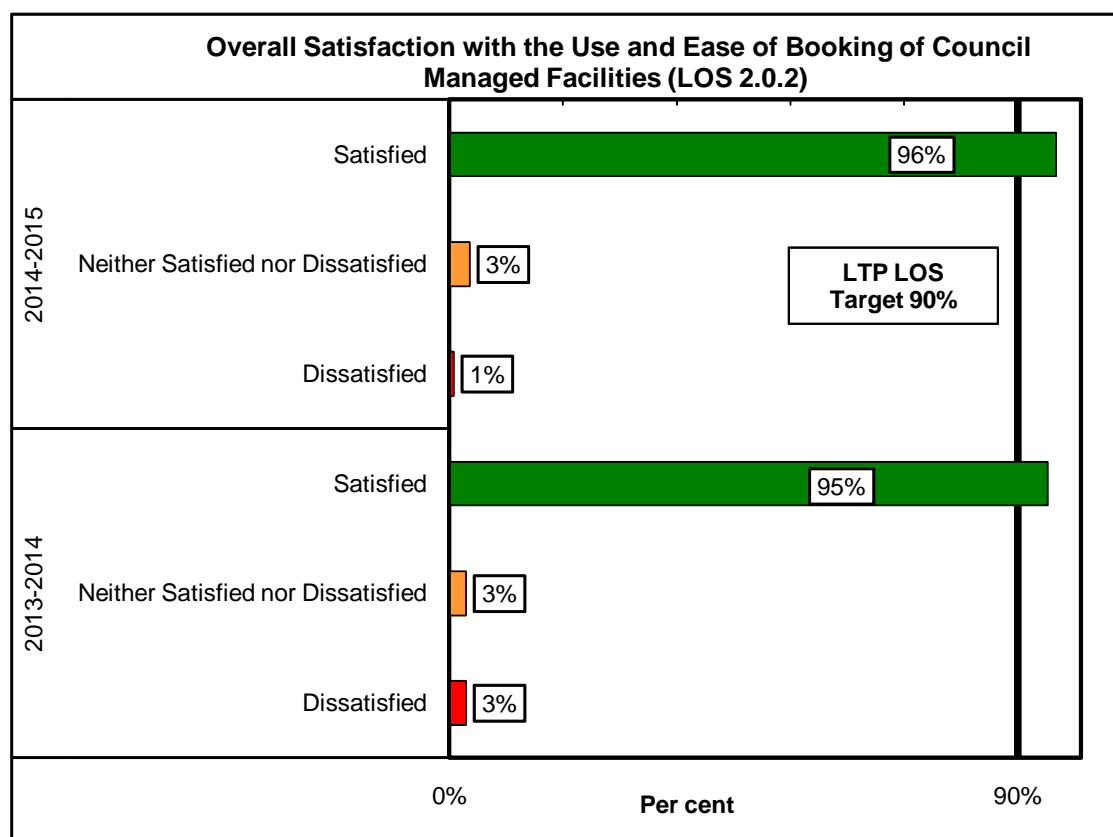 Overall Satisfaction with the Use and Ease of Booking of Council
Managed Facilities (LOS 2.0.2)
2014-2015
Satisfied
96%
Neither Satisfied nor Dissatisfied
3%
LTP LOS
Target 90%
Dissatisfied
1%
2013-2014
Satisfied
95%
Neither Satisfied nor Dissatisfied
3%
Dissatisfied
3%
0%
90%
Per cent